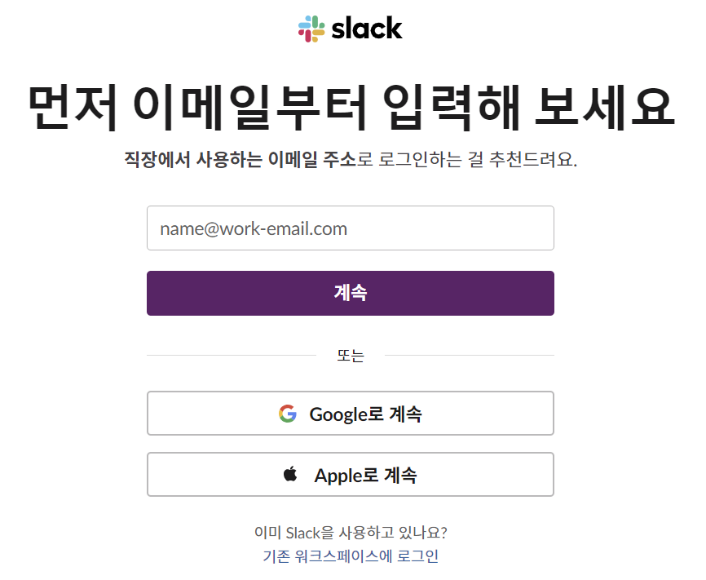 slack
먼저 이메일부터 입력해 보세요
직장에서 사용하는 이메일 주소로 로그인하는 걸 추천드려요.
name@work-email.com
계속
또는
Google로 계속
Apple로 계속
이미 Slack을 사용하고 있나요?
기존 워크스페이스에 로그인